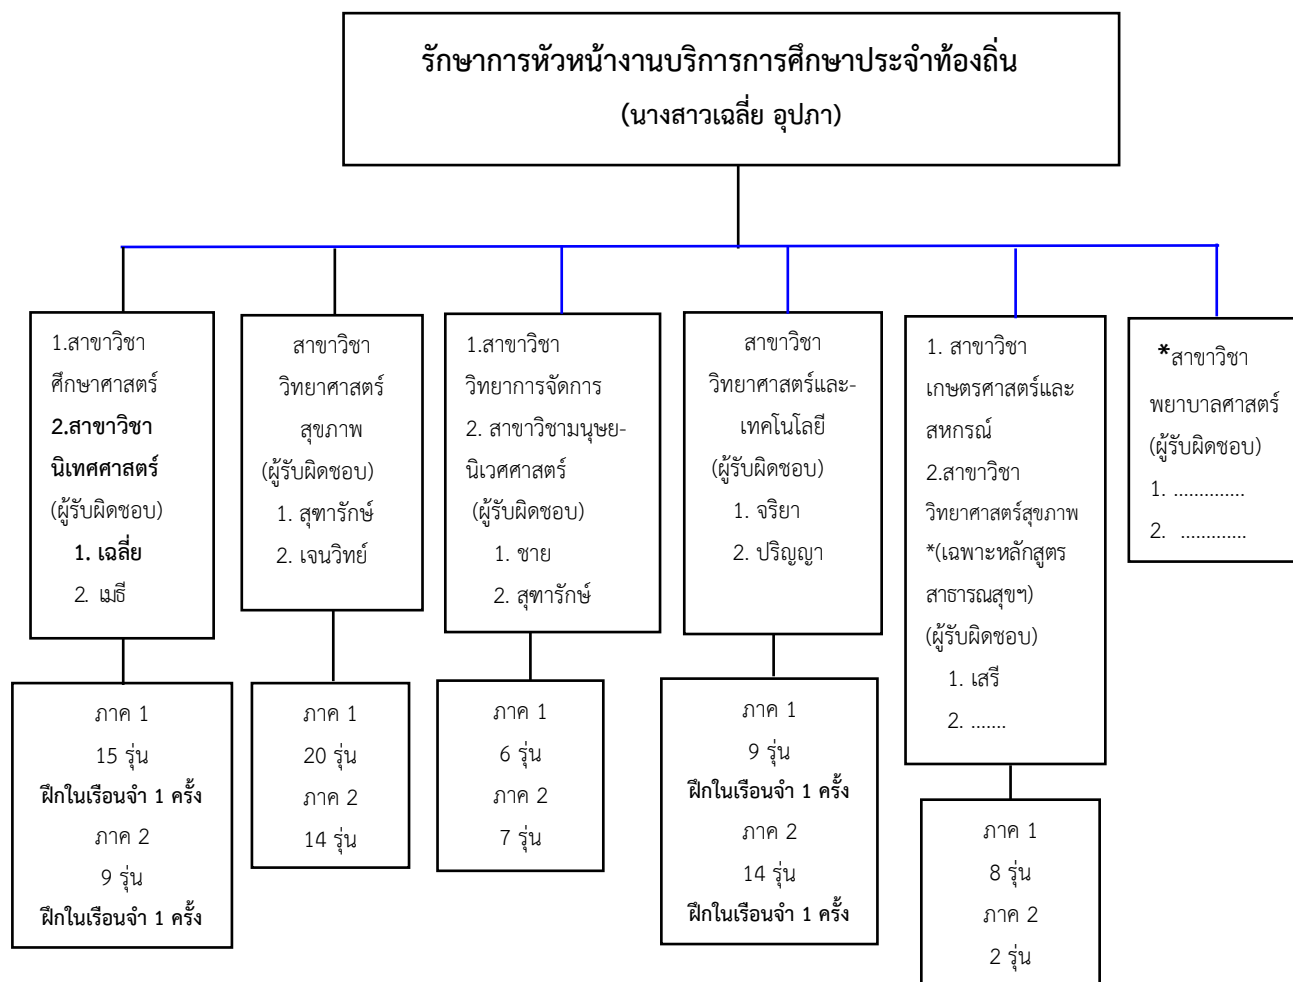 รักษาการหัวหน้างานบริการการศึกษาประจำท้องถิ่น
(นางสาวเฉลี่ย อุปภา)
1.สาขาวิชา
ศึกษาศาสตร์
2.สาขาวิชา
นิเทศศาสตร์
(ผู้รับผิดชอบ)
1. เฉลี่ย
2. เมธี
สาขาวิชา
วิทยาศาสตร์
สุขภาพ
(ผู้รับผิดชอบ)
1. สุฑารักษ์
2. เจนวิทย์
1.สาขาวิชา
วิทยาการจัดการ
2. สาขาวิชามนุษย-
นิเวศศาสตร์
(ผู้รับผิดชอบ)
1. ชาย
2. สุฑารักษ์
สาขาวิชา
วิทยาศาสตร์และ-
เทคโนโลยี
(ผู้รับผิดชอบ)
1. จริยา
2. ปริญญา
1. สาขาวิชา
เกษตรศาสตร์และ
สหกรณ์
2.สาขาวิชา
วิทยาศาสตร์สุขภาพ
*(เฉพาะหลักสูตร
สาธารณสุขฯ)
(ผู้รับผิดชอบ)
1. เสรี
2. .......
*สาขาวิชา
พยาบาลศาสตร์
(ผู้รับผิดชอบ)
1. ..............
2. .............
ภาค 1
15 รุ่น
ฝึกในเรือนจำ 1 ครั้ง
ภาค 2
9 รุ่น
ฝึกในเรือนจำ 1 ครั้ง
ภาค 1
20 รุ่น
ภาค 2
14 รุ่น
ภาค 1
6 รุ่น
ภาค 2
7 รุ่น
ภาค 1
9 รุ่น
ฝึกในเรือนจำ 1 ครั้ง
ภาค 2
14 รุ่น
ฝึกในเรือนจำ 1 ครั้ง
ภาค 1
8 รุ่น
ภาค 2
2 รุ่น